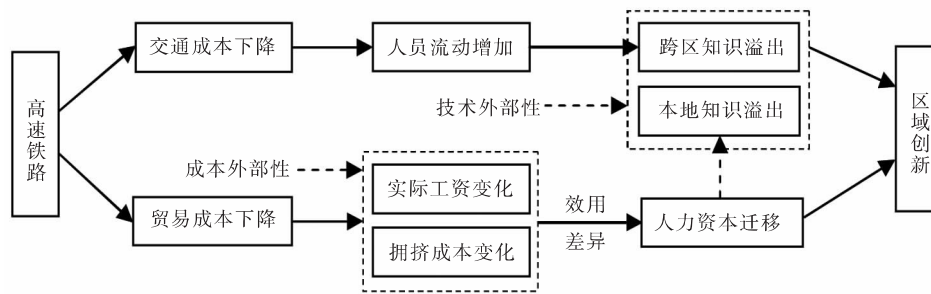 高速铁路
交通成本下降
人员流动增加
跨区知识溢出
技术外部性
本地知识溢出
区域创新
成本外部性
实际工资变化
贸易成本下降
效用
差异
人力资本迁移
拥挤成本变化